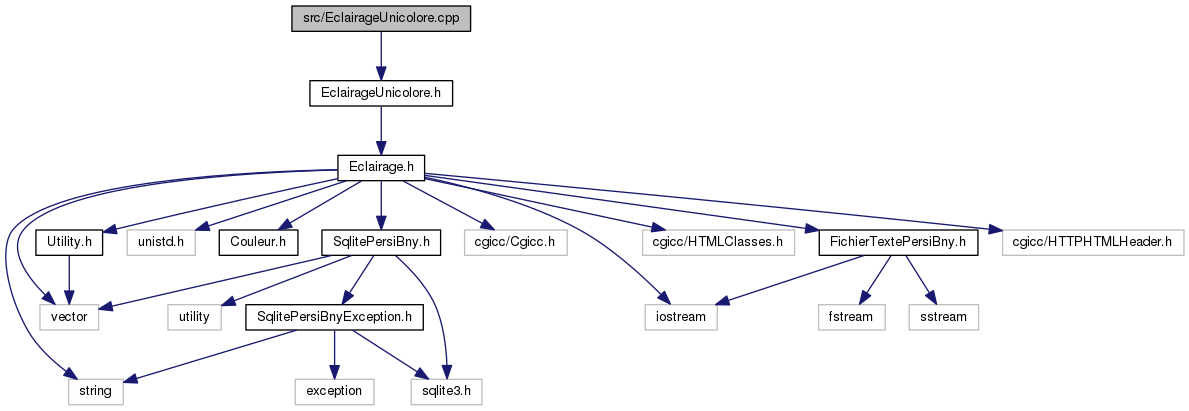 src/EclairageUnicolore.cpp
EclairageUnicolore.h
Eclairage.h
Utility.h
unistd.h
Couleur.h
SqlitePersiBny.h
cgicc/Cgicc.h
cgicc/HTMLClasses.h
FichierTextePersiBny.h
cgicc/HTTPHTMLHeader.h
vector
utility
SqlitePersiBnyException.h
iostream
fstream
sstream
string
exception
sqlite3.h